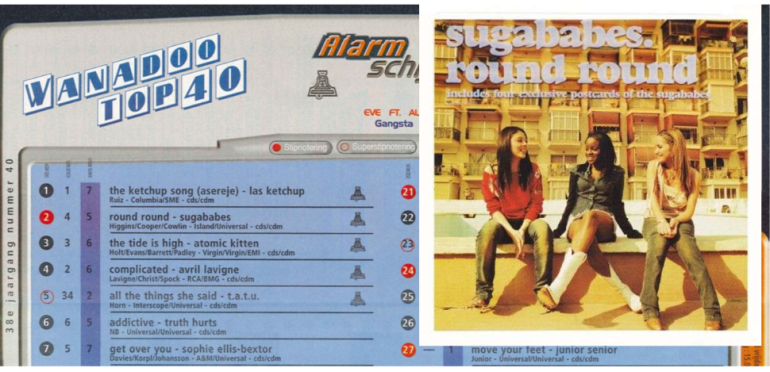 WANADOO
TOP 40
Alarm
sch
EVE FT. AL
Gangsta
Stipnotering
Superstipnotering
38e jaargang nummer 40
1 1 7 the ketchup song (asereje) - las ketchup
Ruiz - Columbia/SME - cds/cdm
2 4 5 round round - sugababes
Higgins/Cooper/Cowlin - Island/Universal - cds/cdm
3 3 6 the tide is high - atomic kitten
Holt/Evans/Barrett/Padley - Virgin/Virgin/EMI - cds/cdm
4 2 6 complicated - avril lavigne
Lavigne/Christ/Spock - RCA/BMG - cds/cdm
5 34 2 all the things she said - t.a.t.u.
Horn - Interscope/Universal - cds/cdm
6 6 5 addictive - truth hurts
NB - Universal/Universal - cds/cdm
7 5 7 get over you - sophie ellis-bextor
Davies/Karpl/Johansson - A&M/Universal - cds/cdm
21
22
23
24
25
26
27 — 1 move your feet - junior senior
Junior - Universal/Universal - cds/cdm
sugababes.
round round
includes four exclusive postcards of the sugababes